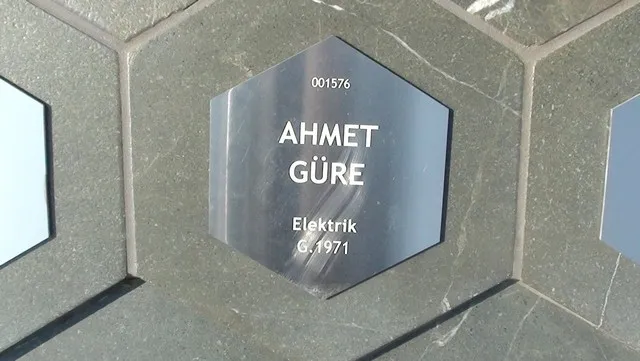 001576
AHMET
GÜRE
Elektrik
G.1971